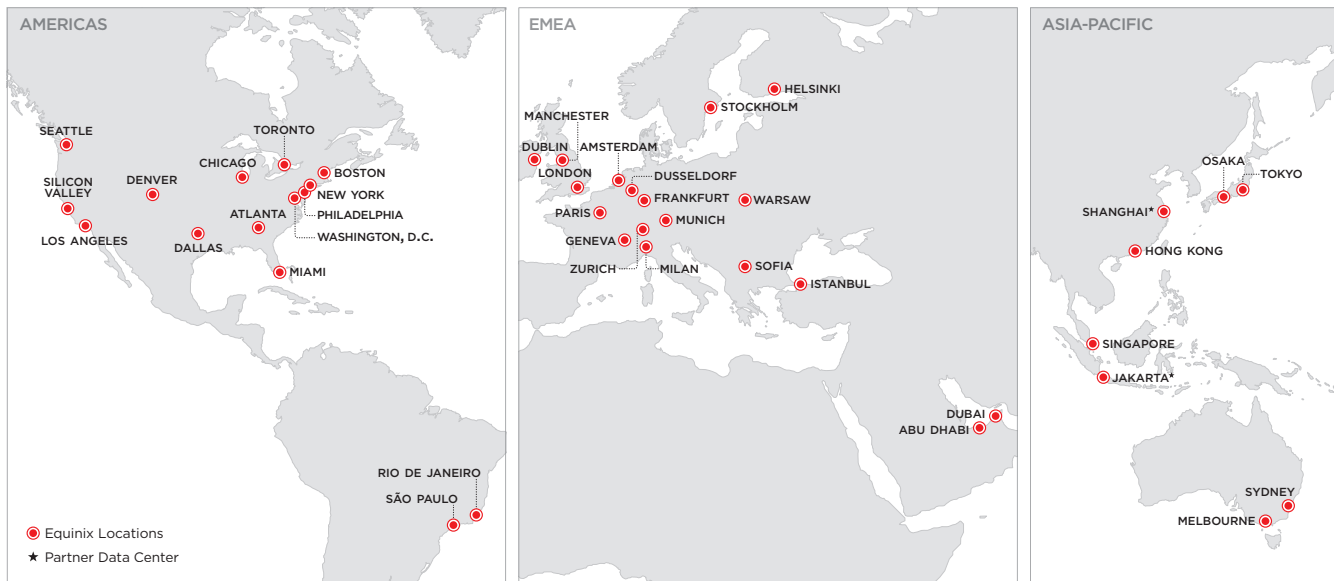 AMERICAS
SEATTLE
TORONTO
CHICAGO
BOSTON
SILICON
VALLEY
DENVER
NEW YORK
PHILADELPHIA
ATLANTA
WASHINGTON, D.C.
LOS ANGELES
DALLAS
MIAMI
RIO DE JANEIRO
SÃO PAULO
Equinix Locations
★ Partner Data Center
EMEA
HELSINKI
STOCKHOLM
MANCHESTER
DUBLIN
AMSTERDAM
LONDON
DUSSELDORF
FRANKFURT
WARSAW
PARIS
MUNICH
GENEVA
ZURICH
MILAN
SOFIA
ISTANBUL
DUBAI
ABU DHABI
ASIA-PACIFIC
OSAKA
TOKYO
SHANGHAI★
HONG KONG
SINGAPORE
JAKARTA★
SYDNEY
MELBOURNE